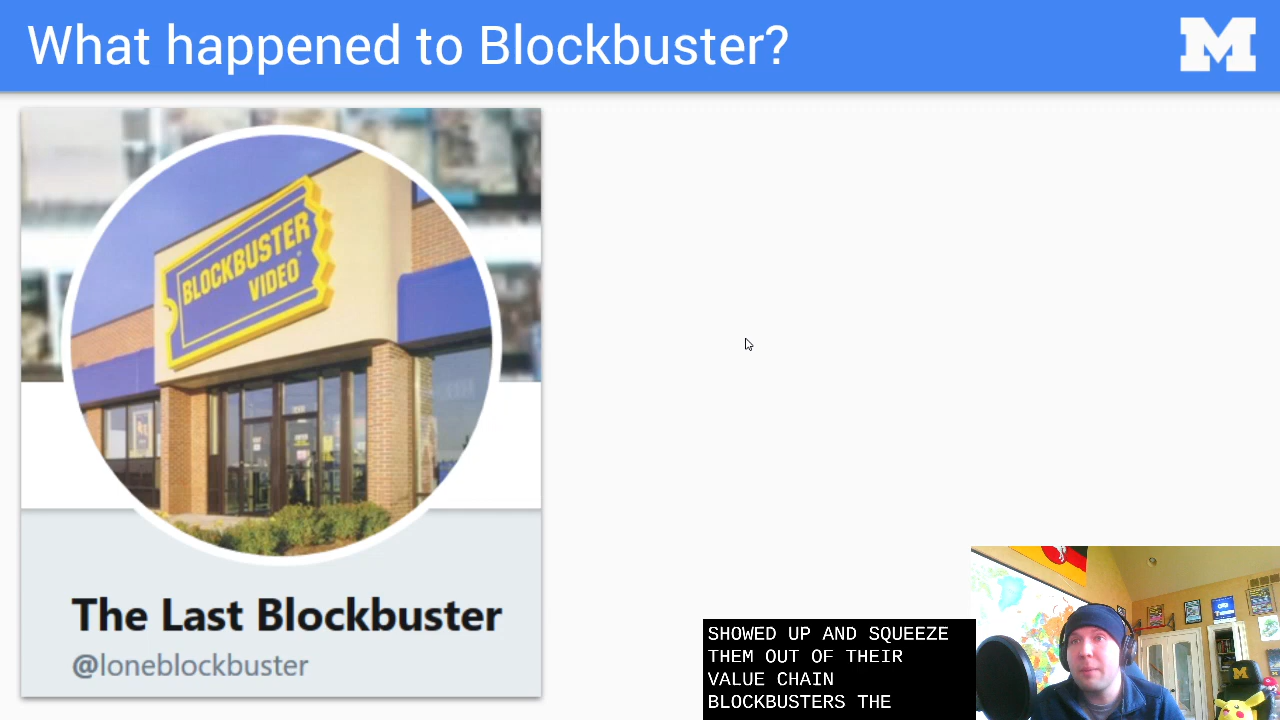 What happened to Blockbuster?
M
BLOCKBUSTER
VIDEO
The Last Blockbuster
@loneblockbuster
SHOWED UP AND SQUEEZE
THEM OUT OF THEIR
VALUE CHAIN
BLOCKBUSTERS THE
M